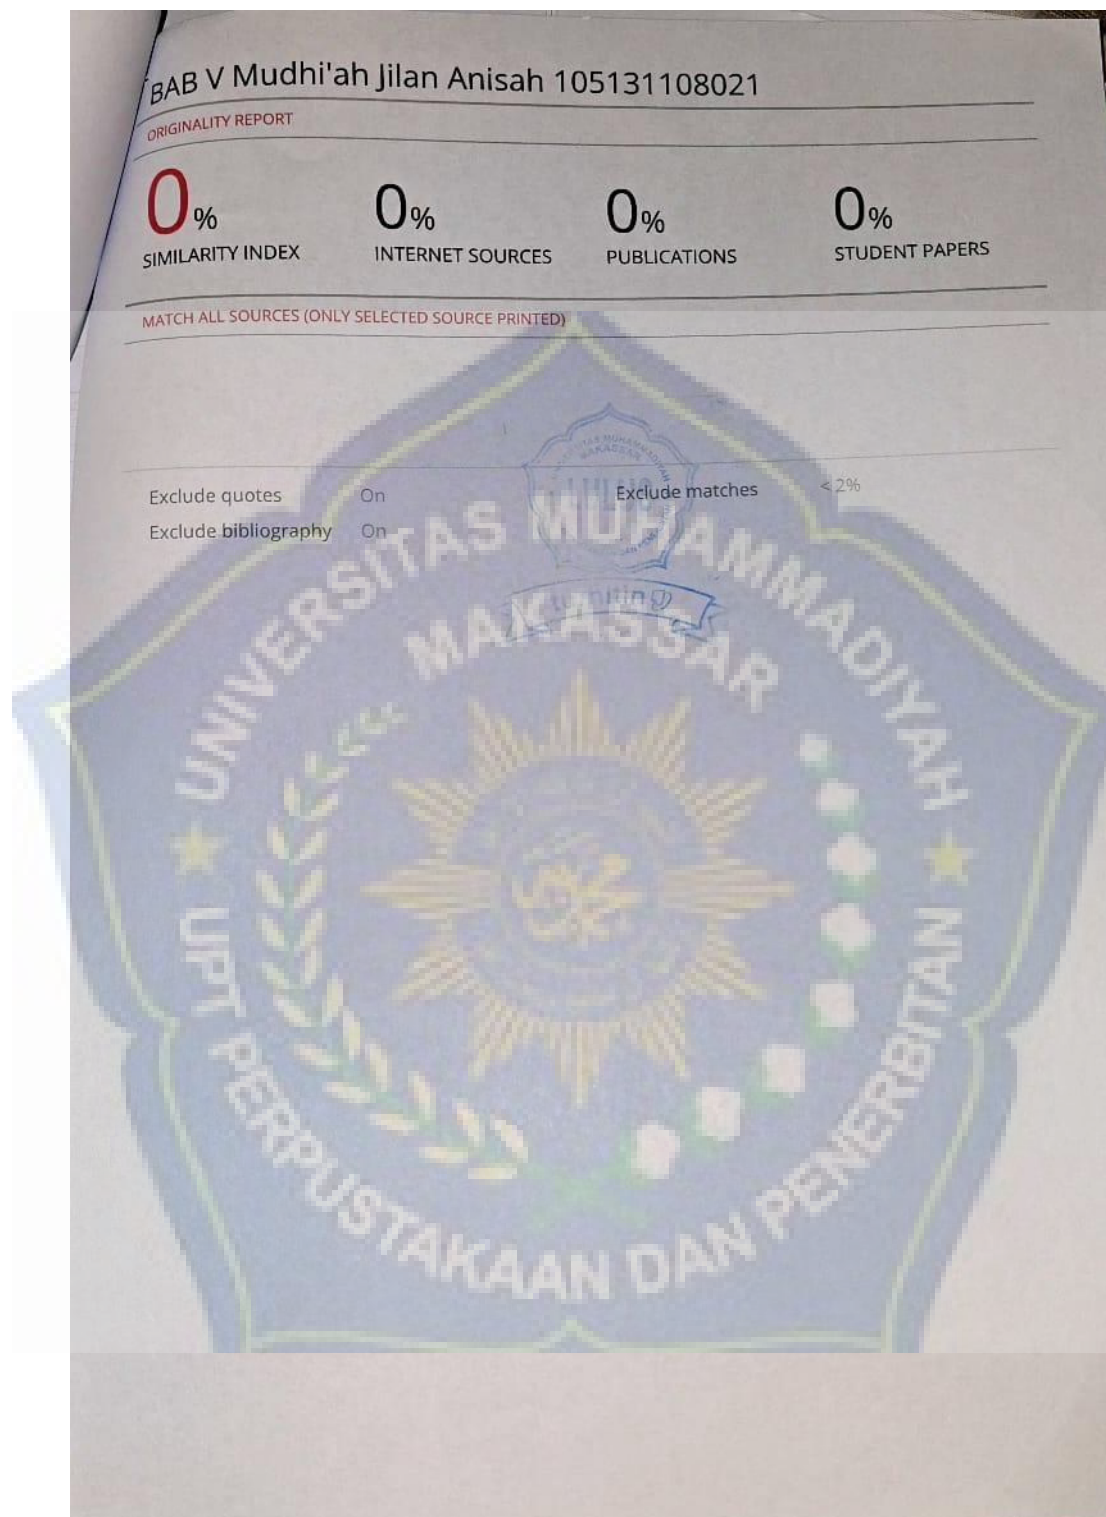 BAB V Mudhi'ah Jilan Anisah 105131108021
ORIGINALITY REPORT
0% 0% 0% 0%
SIMILARITY INDEX INTERNET SOURCES PUBLICATIONS STUDENT PAPERS
MATCH ALL SOURCES (ONLY SELECTED SOURCE PRINTED)
Exclude quotes On Exclude matches < 2%
Exclude bibliography On
UNIVERSITAS MUHAMMADIYAH
MAKASSAR
turnitin
UPT PERPUSTAKAAN DAN PENERBITAN